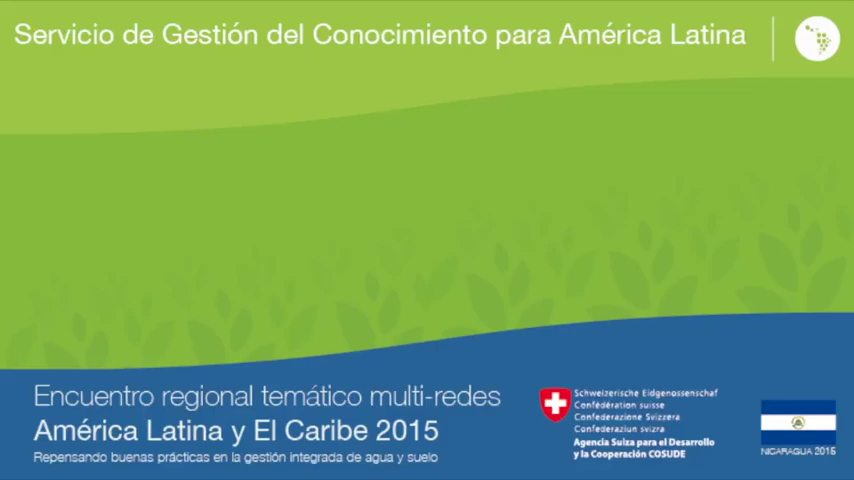 Servicio de Gestión del Conocimiento para América Latina
Encuentro regional temático multi-redes
América Latina y El Caribe 2015
Repensando buenas prácticas en la gestión integrada de agua y suelo
Schweizerische Eidgenossenschaft
Confédération suisse
Confederazione Svizzera
Confederaziun svizra
Agencia Suiza para el Desarrollo
y la Cooperación COSUDE
NICARAGUA 2015